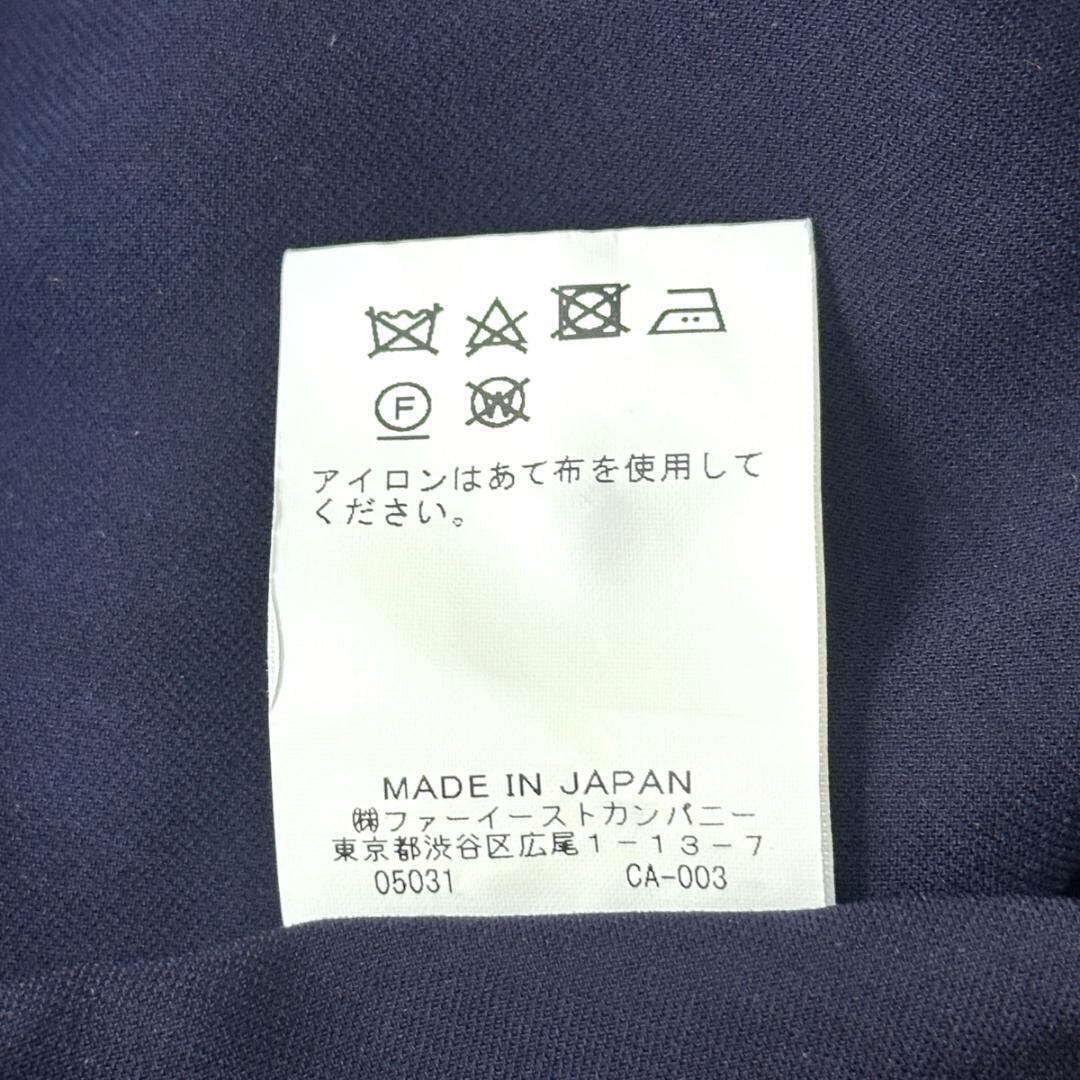 F W
アイロンはあて布を使用して
ください。
MADE IN JAPAN
㈱ファーイーストカンパニー
東京都渋谷区広尾1－13－7
05031 CA-003